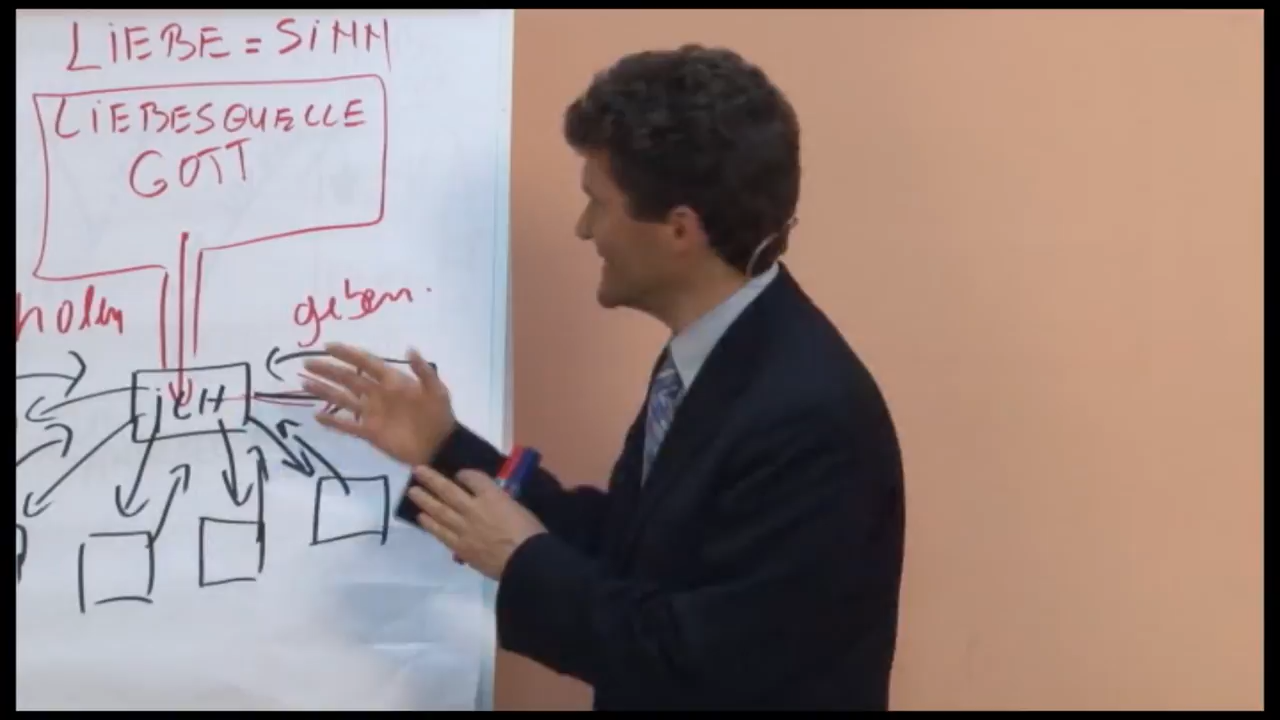 LiEBE = SiNN
LiEBESQUELLE
GOTT
holen
geben.
iCH